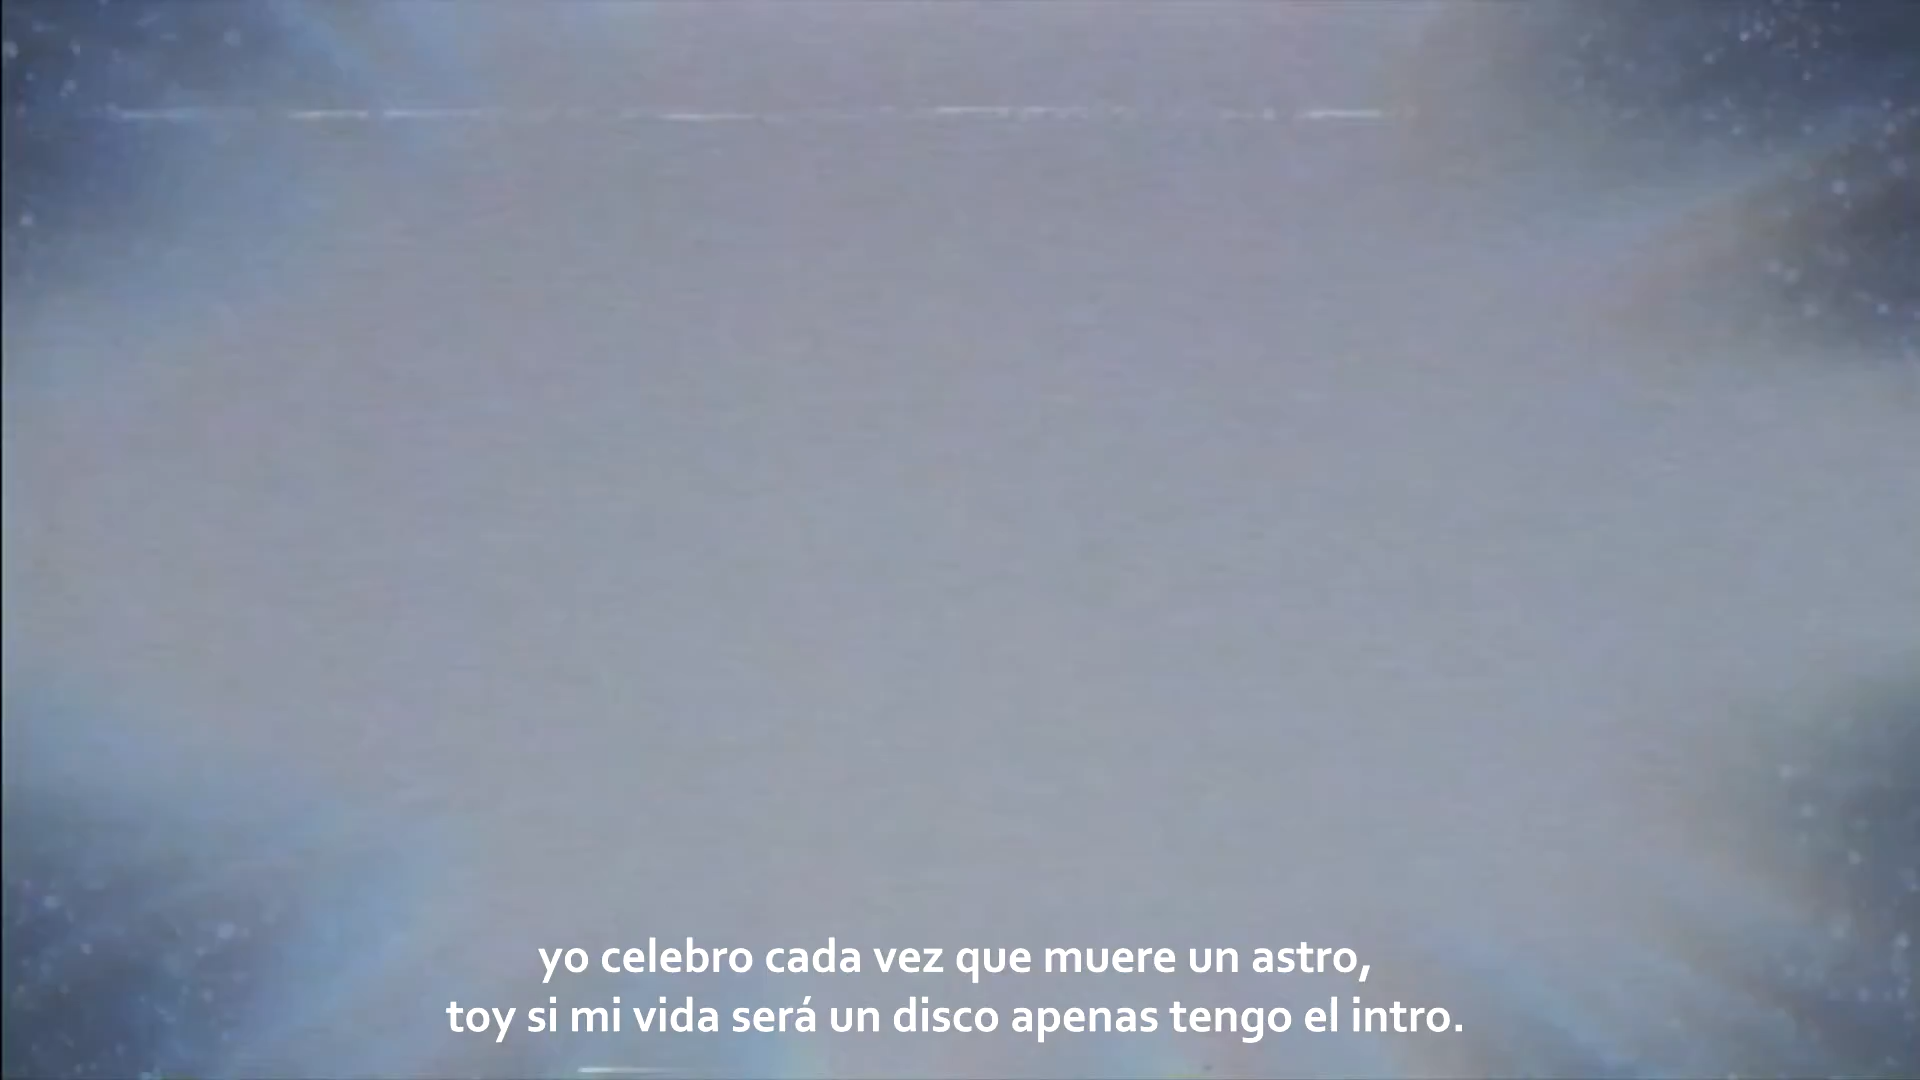 yo celebro cada vez que muere un astro,
toy si mi vida será un disco apenas tengo el intro.